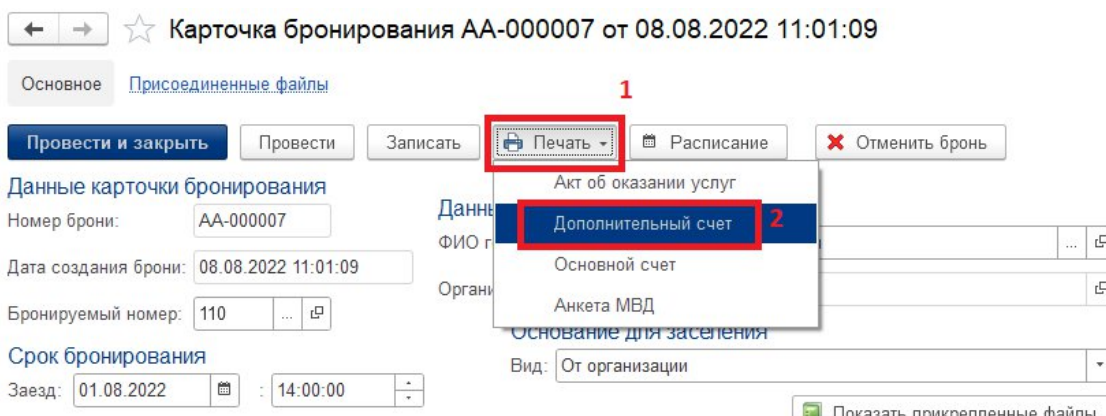 Карточка бронирования АА-000007 от 08.08.2022 11:01:09
Основное Присоединенные файлы
1
Провести и закрыть Провести Записать Печать Расписание Отменить бронь
Данные карточки бронирования
Номер брони: АА-000007
Дата создания брони: 08.08.2022 11:01:09
Бронируемый номер: 110 ...
Срок бронирования
Заезд: 01.08.2022 : 14:00:00
Акт об оказании услуг
Дополнительный счет 2
Основной счет
Анкета МВД
ФИО
...
Основание для заселения
Вид: От организации
Показать прикрепленные файлы